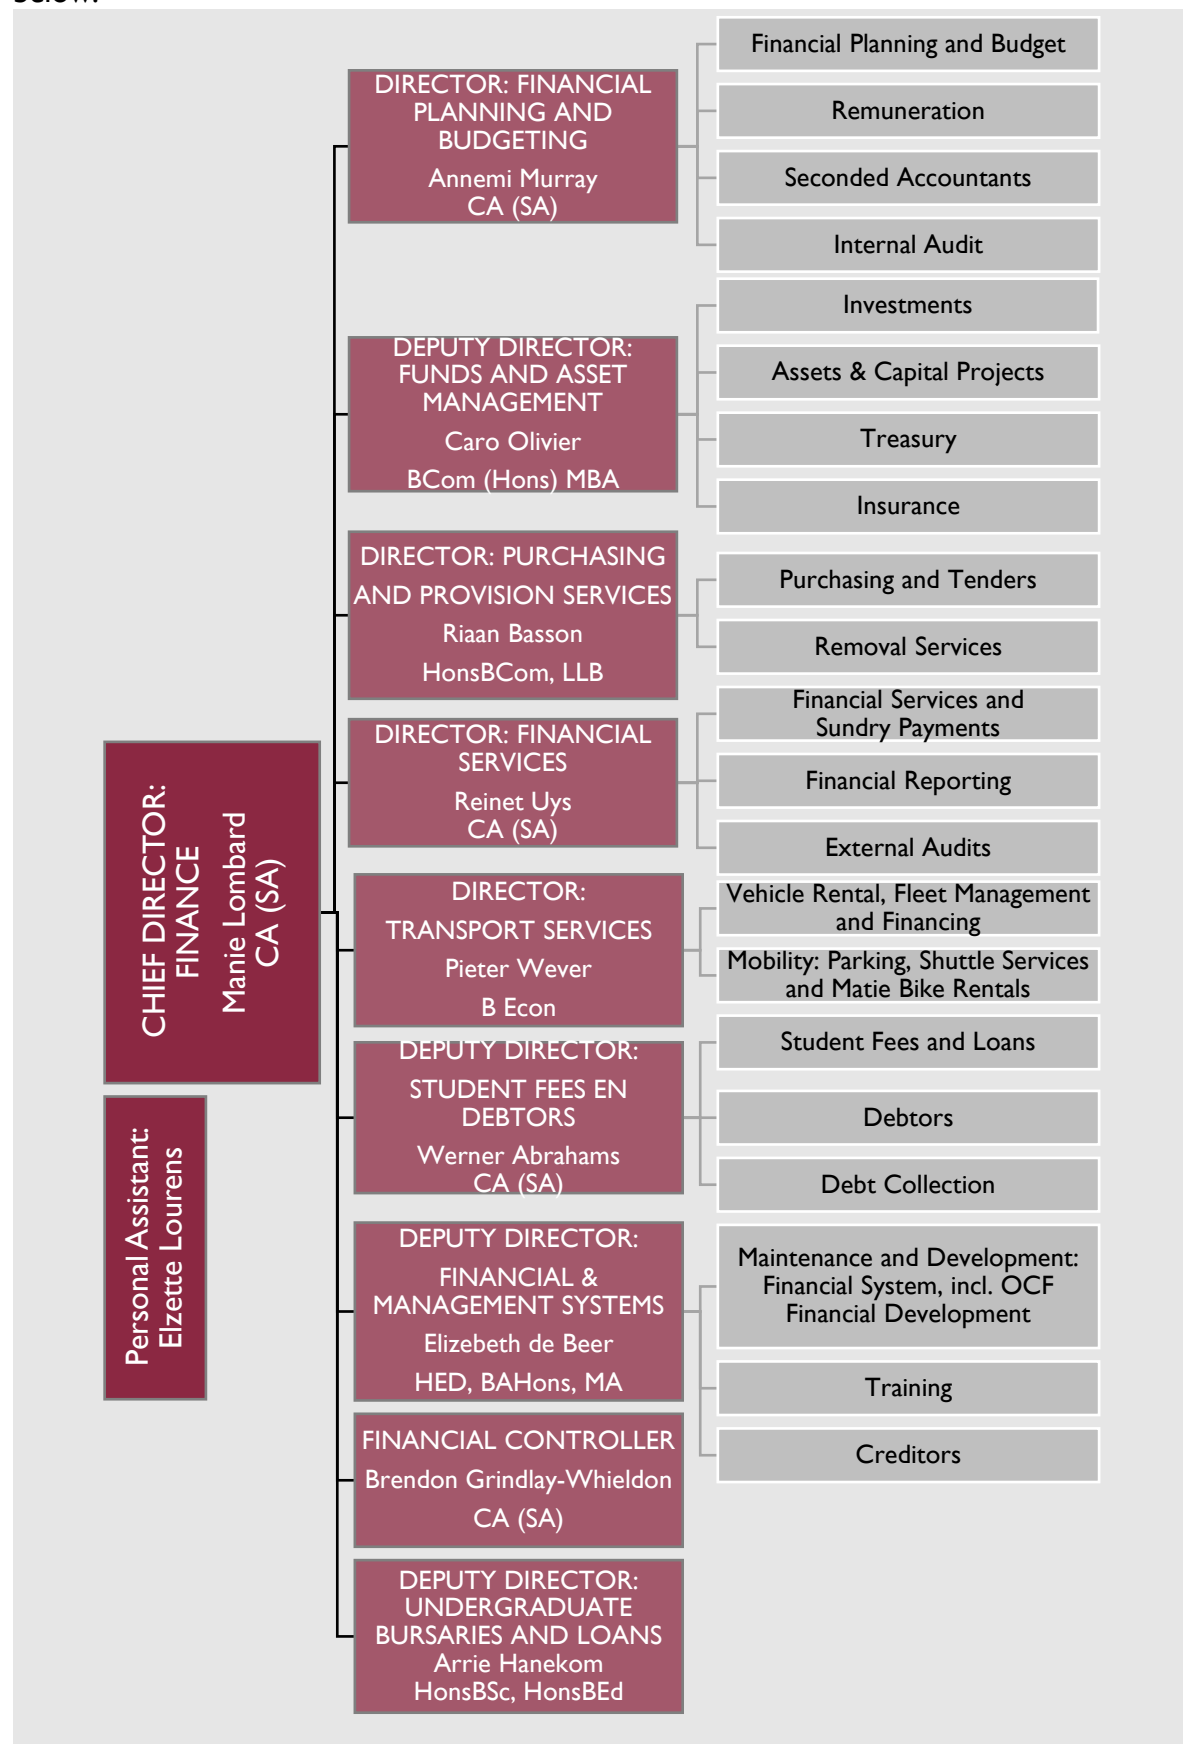 below.
CHIEF DIRECTOR:
FINANCE
Manie Lombard
CA (SA)
Personal Assistant:
Elzette Lourens
DIRECTOR: FINANCIAL
PLANNING AND
BUDGETING
Annemi Murray
CA (SA)
Financial Planning and Budget
Remuneration
Seconded Accountants
Internal Audit
DEPUTY DIRECTOR:
FUNDS AND ASSET
MANAGEMENT
Caro Olivier
BCom (Hons) MBA
Investments
Assets & Capital Projects
Treasury
Insurance
DIRECTOR: PURCHASING
AND PROVISION SERVICES
Riaan Basson
HonsBCom, LLB
Purchasing and Tenders
Removal Services
DIRECTOR: FINANCIAL
SERVICES
Reinet Uys
CA (SA)
Financial Services and
Sundry Payments
Financial Reporting
External Audits
DIRECTOR:
TRANSPORT SERVICES
Pieter Wever
B Econ
Vehicle Rental, Fleet Management
and Financing
Mobility: Parking, Shuttle Services
and Matie Bike Rentals
DEPUTY DIRECTOR:
STUDENT FEES EN
DEBTORS
Werner Abrahams
CA (SA)
Student Fees and Loans
Debtors
Debt Collection
DEPUTY DIRECTOR:
FINANCIAL &
MANAGEMENT SYSTEMS
Elizebeth de Beer
HED, BAHons, MA
Maintenance and Development:
Financial System, incl. OCF
Financial Development
Training
Creditors
FINANCIAL CONTROLLER
Brendon Grindlay-Whieldon
CA (SA)
DEPUTY DIRECTOR:
UNDERGRADUATE
BURSARIES AND LOANS
Arrie Hanekom
HonsBSc, HonsBEd